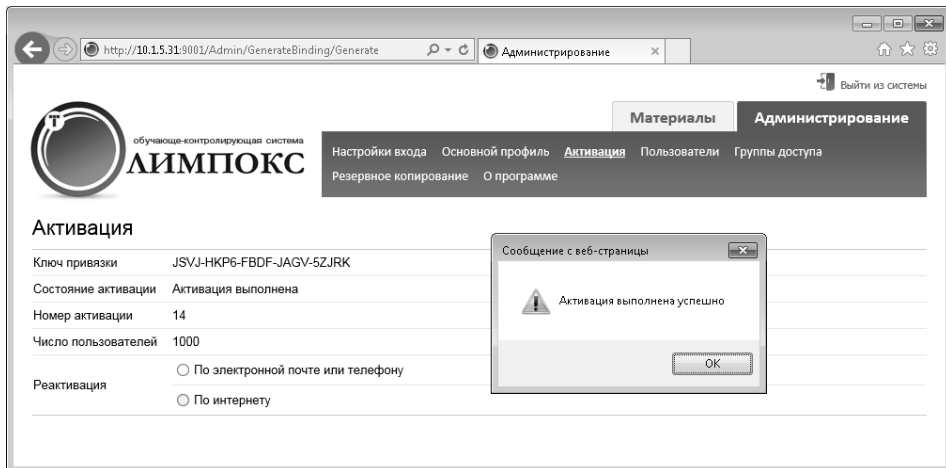 http://10.1.5.31:9001/Admin/GenerateBinding/Generate
Администрирование
Выйти из системы
Материалы Администрирование
T
обучающе-контролирующая система
ЛИМПОКС
Настройки входа Основной профиль Активация Пользователи Группы доступа
Резервное копирование О программе
Активация
Ключ привязки JSVJ-HKP6-FBDF-JAGV-5ZJRK
Состояние активации Активация выполнена
Номер активации 14
Число пользователей 1000
Реактивация
По электронной почте или телефону
По интернету
Сообщение с веб-страницы
Активация выполнена успешно
OK